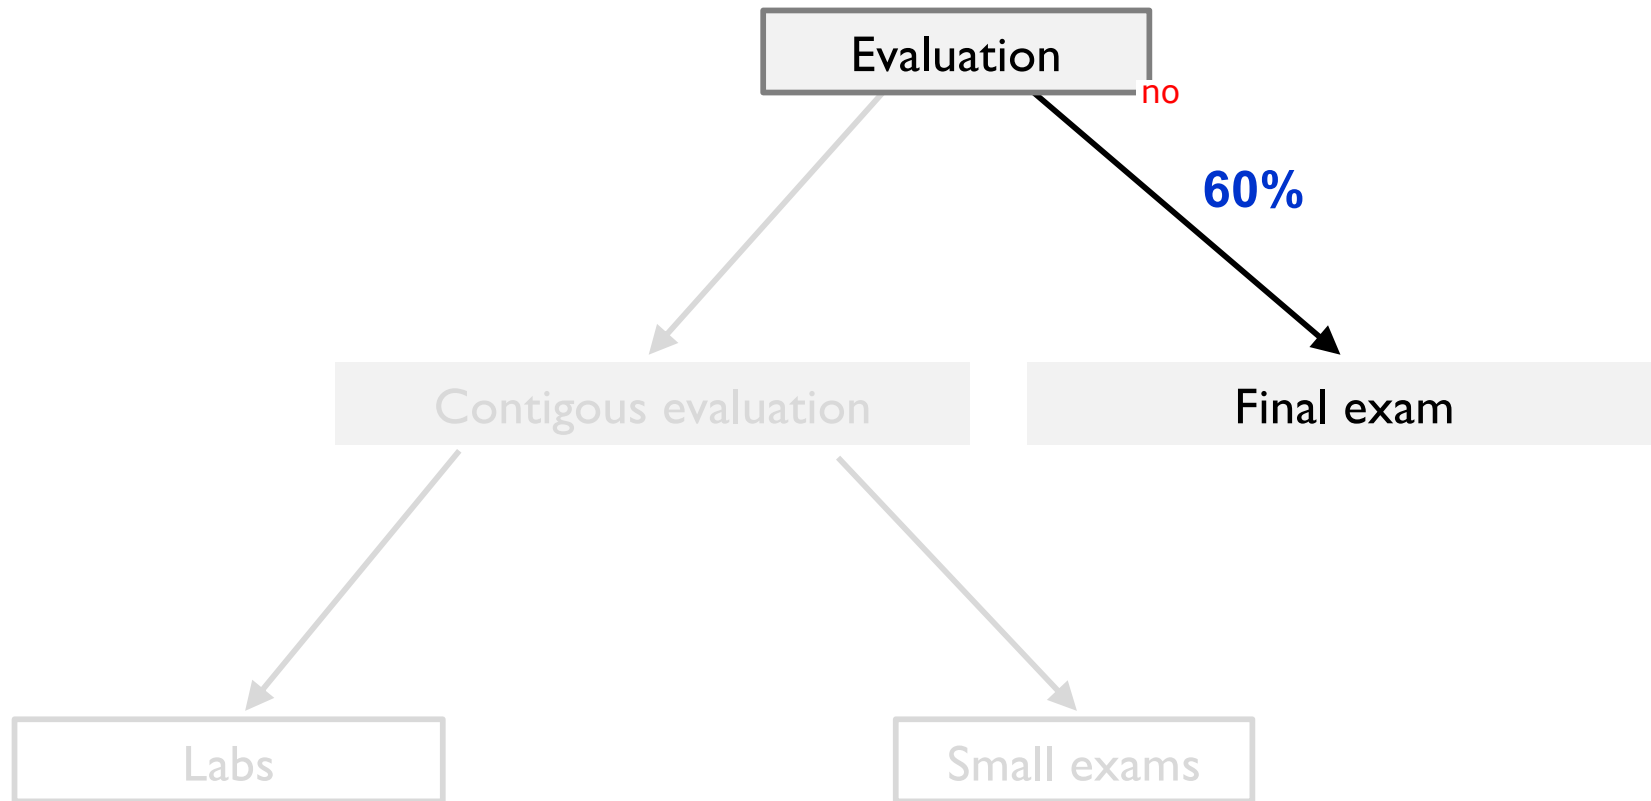 Evaluation
no
60%
Contigous evaluation
Final exam
Labs
Small exams